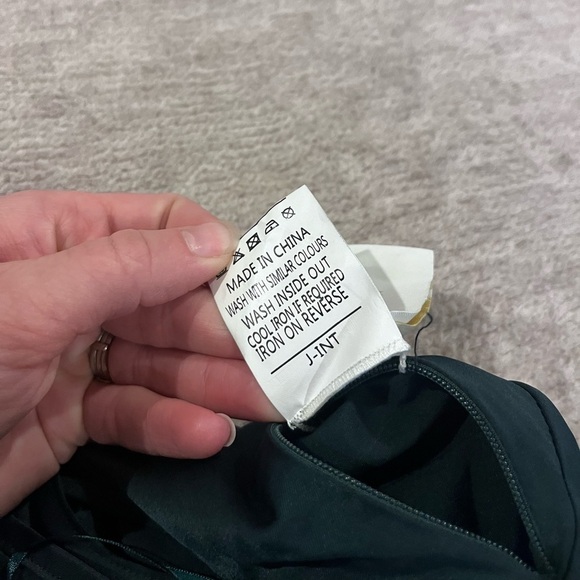 MADE IN CHINA
WASH WITH SIMILAR COLOURS
WASH INSIDE OUT
COOL IRON IF REQUIRED
IRON ON REVERSE
J-INT